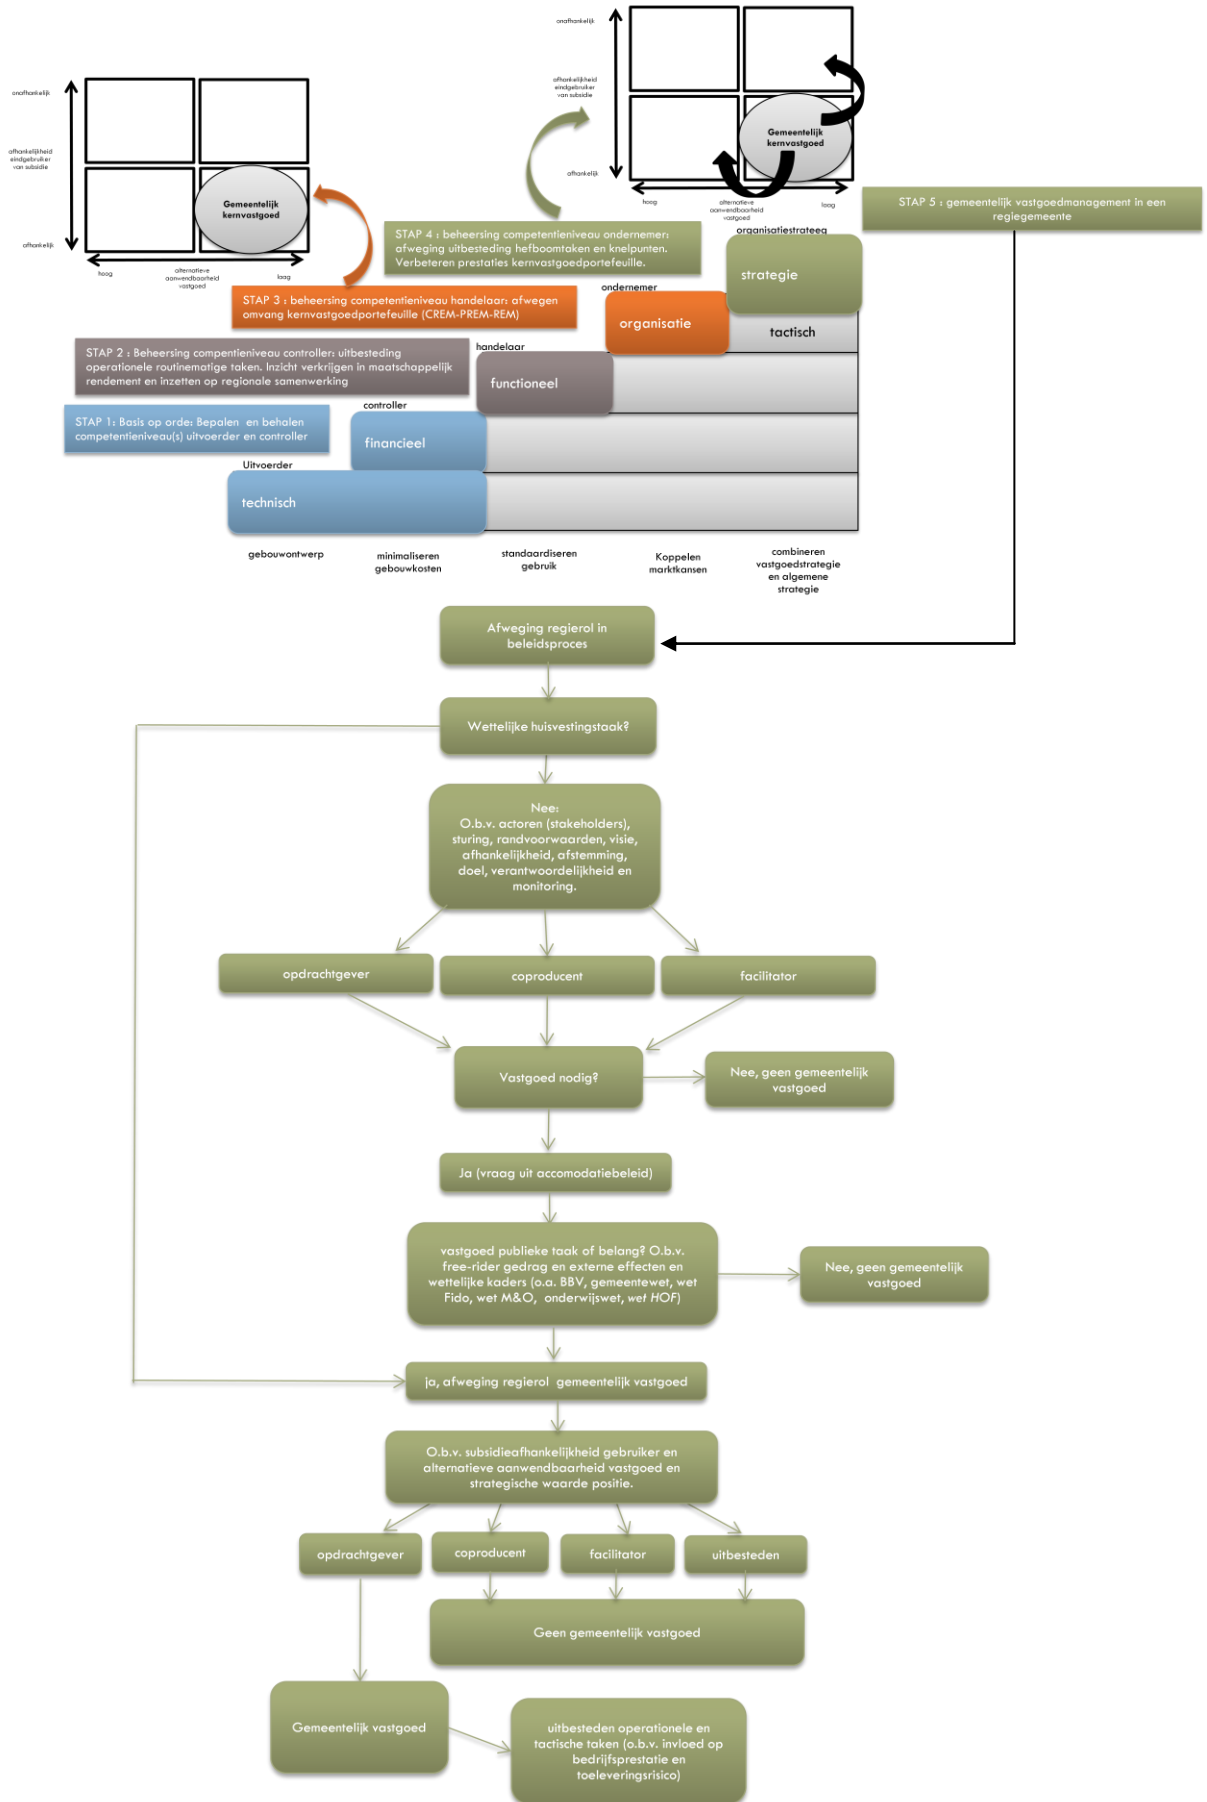 onafhankelijk
afhankelijkheid
eindgebruiker
van subsidie
afhankelijk
Gemeentelijk
kernvastgoed
hoog
alternatieve
aanwendbaarheid
vastgoed
laag
onafhankelijk
afhankelijkheid
eindgebruiker
van subsidie
afhankelijk
Gemeentelijk
kernvastgoed
hoog
alternatieve
aanwendbaarheid
vastgoed
laag
STAP 5 : gemeentelijk vastgoedmanagement in een
regiegemeente
STAP 4 : beheersing competentieniveau ondernemer:
afweging uitbesteding hefboomtaken en knelpunten.
Verbeteren prestaties kernvastgoedportefeuille.
organisatiestrateeg
strategie
STAP 3 : beheersing competentieniveau handelaar: afwegen
omvang kernvastgoedportefeuille (CREM-PREM-REM)
ondernemer
organisatie
tactisch
STAP 2 : Beheersing compentieniveau controller: uitbesteding
operationele routinematige taken. Inzicht verkrijgen in maatschappelijk
rendement en inzetten op regionale samenwerking
handelaar
functioneel
STAP 1: Basis op orde: Bepalen en behalen
competentieniveau(s) uitvoerder en controller
controller
financieel
Uitvoerder
technisch
gebouwontwerp
minimaliseren
gebouwkosten
standaardiseren
gebruik
Koppelen
marktkansen
combineren
vastgoedstrategie
en algemene
strategie
Afweging regierol in
beleidsproces
Wettelijke huisvestingstaak?
Nee:
O.b.v. actoren (stakeholders),
sturing, randvoorwaarden, visie,
afhankelijkheid, afstemming,
doel, verantwoordelijkheid en
monitoring.
opdrachtgever
coproducent
facilitator
Vastgoed nodig?
Nee, geen gemeentelijk
vastgoed
Ja (vraag uit accomodatiebeleid)
vastgoed publieke taak of belang? O.b.v.
free-rider gedrag en externe effecten en
wettelijke kaders (o.a. BBV, gemeentewet, wet
Fido, wet M&O, onderwijswet, wet HOF)
Nee, geen gemeentelijk
vastgoed
ja, afweging regierol gemeentelijk vastgoed
O.b.v. subsidieafhankelijkheid gebruiker en
alternatieve aanwendbaarheid vastgoed en
strategische waarde positie.
opdrachtgever
coproducent
facilitator
uitbesteden
Geen gemeentelijk vastgoed
Gemeentelijk vastgoed
uitbesteden operationele en
tactische taken (o.b.v. invloed op
bedrijfsprestatie en
toeleveringsrisico)